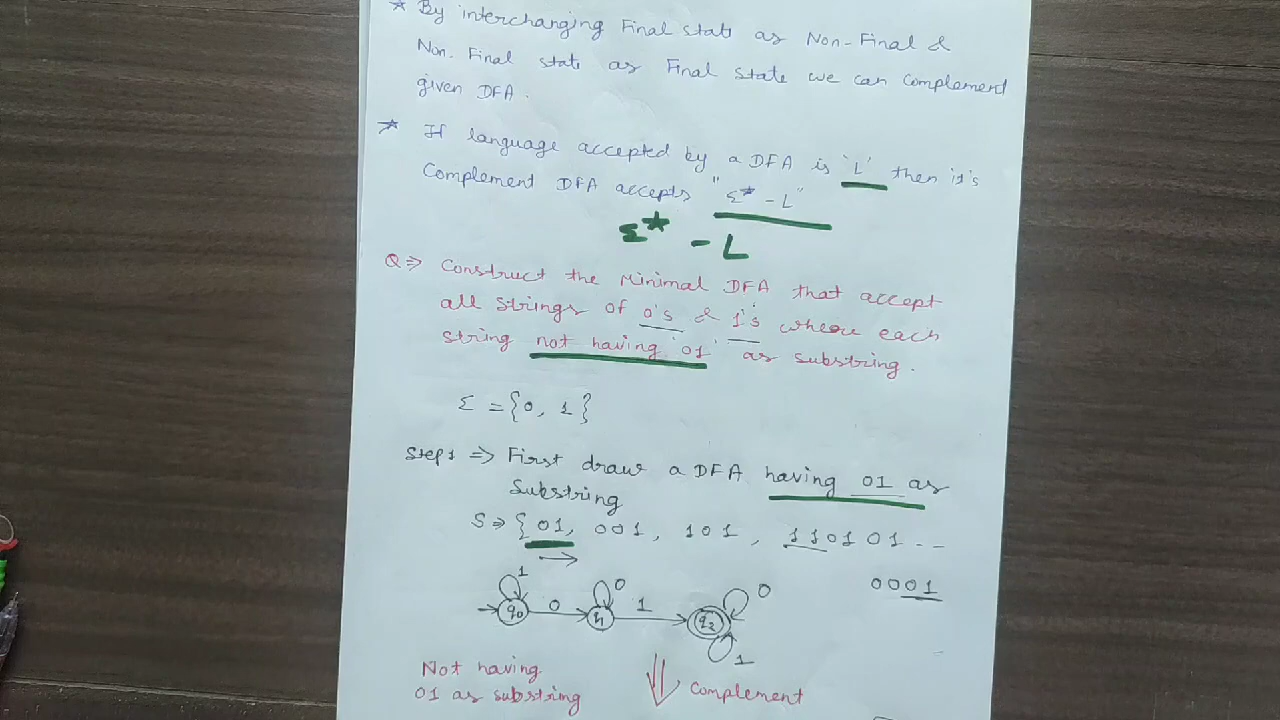 * By interchanging Final state as Non-Final &
Non. Final state as Final State we can Complement
given DFA.
* If language accepted by a DFA is 'L' then it's
Complement DFA accepts "Σ* - L"
Σ* - L
Q⇒ Construct the Minimal DFA that accept
all strings of 0's & 1's where each
string not having '01' as substring.
Σ = {0, 1}
Step1 ⇒ First draw a DFA having 01 as
Substring
S⇒ { 01, 001, 101, 110101 ...
0001
1 0 0
q0 0 q1 1 q2
1
Not having
01 as substring
Complement